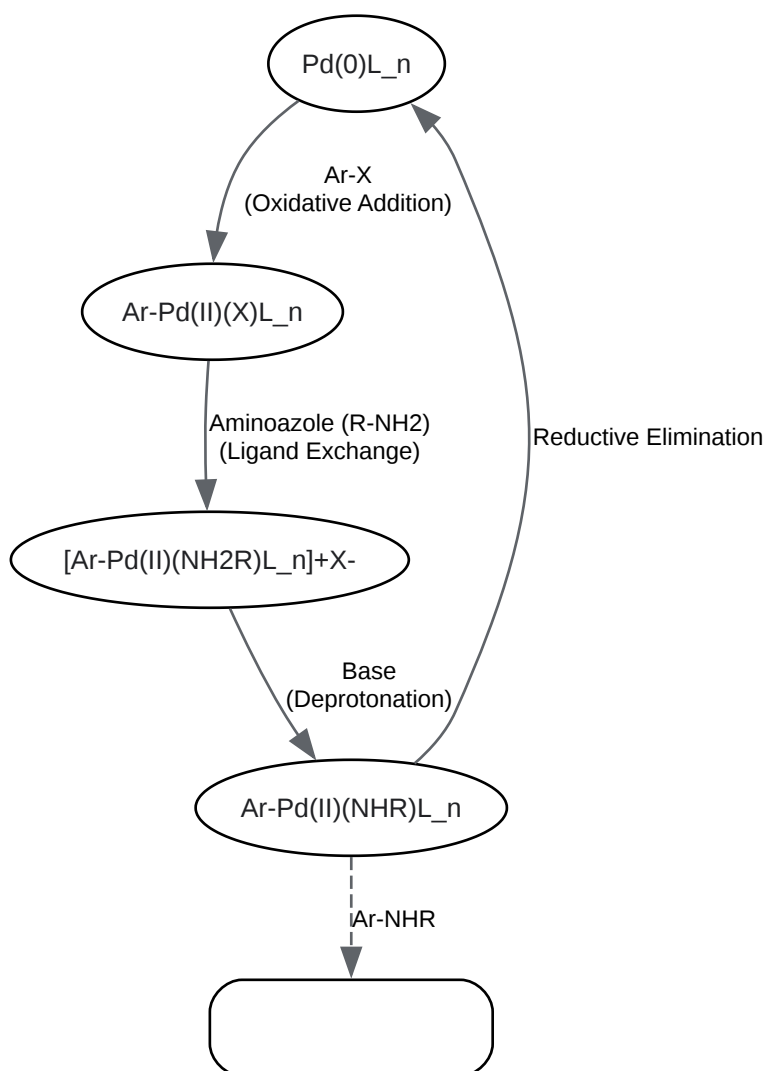 Pd(0)L_n
Ar-X
(Oxidative Addition)
Ar-Pd(II)(X)L_n
Aminoazole (R-NH2)
(Ligand Exchange)
Reductive Elimination
[Ar-Pd(II)(NH2R)L_n]+X-
Base
(Deprotonation)
Ar-Pd(II)(NHR)L_n
Ar-NHR